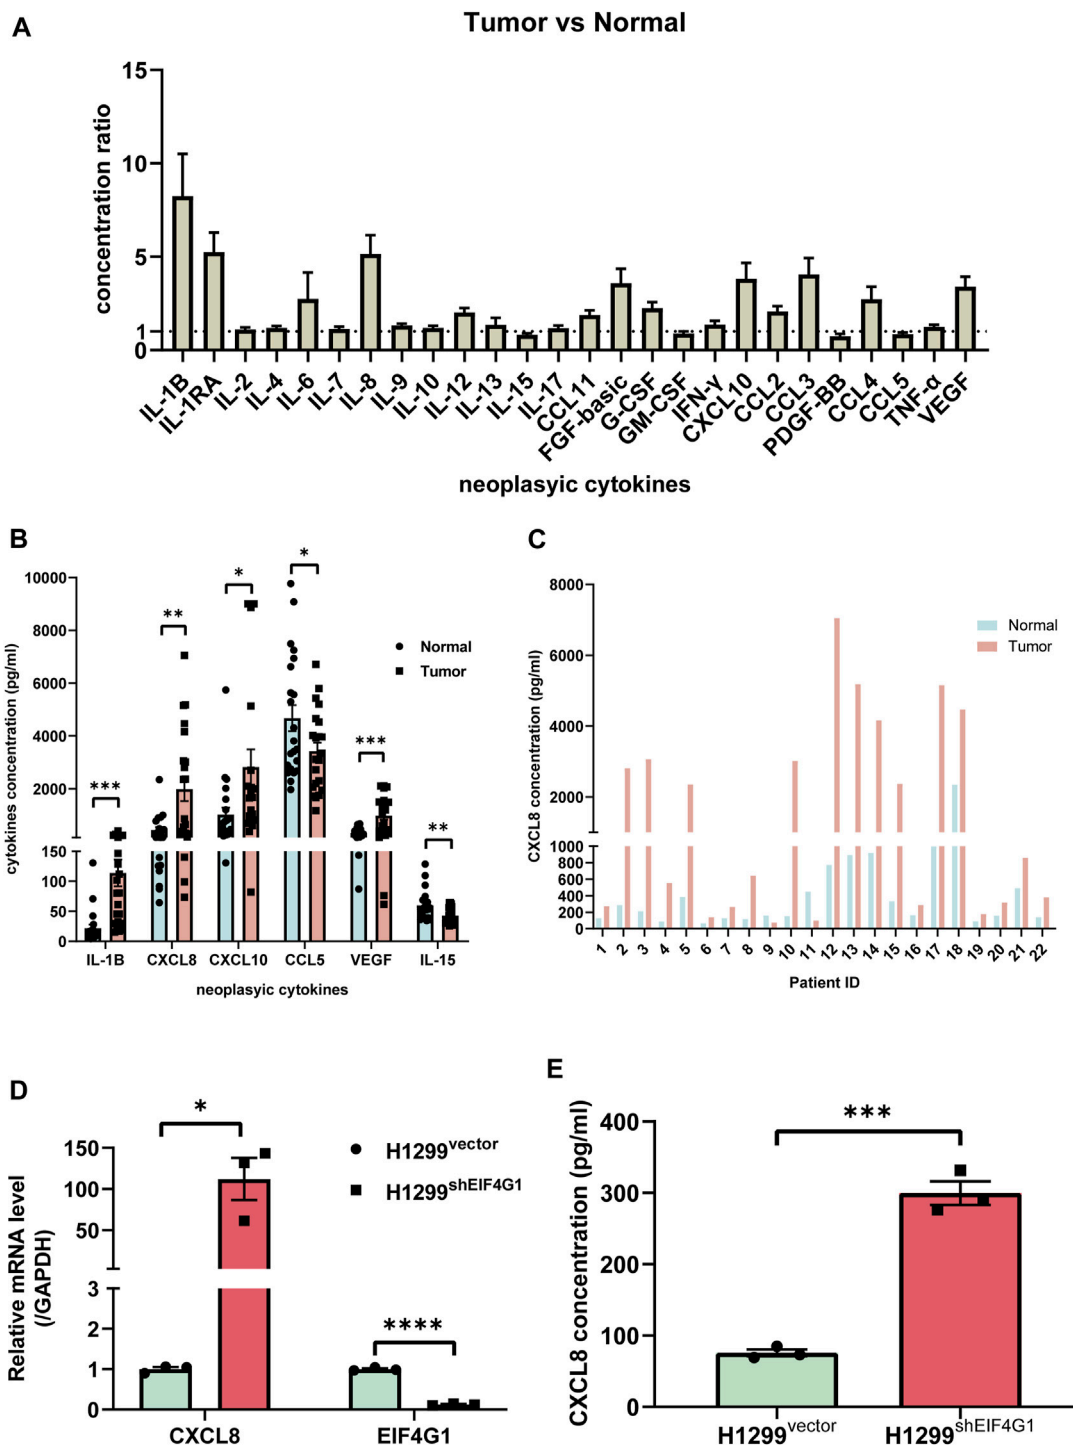 A
Tumor vs Normal
concentration ratio
15
10
5
1
0
IL-1B
IL-1RA
IL-2
IL-4
IL-6
IL-7
IL-8
IL-9
IL-10
IL-12
IL-13
IL-15
IL-17
CCL11
FGF-basic
G-CSF
GM-CSF
IFN-γ
CXCL10
CCL2
CCL3
PDGF-BB
CCL4
CCL5
TNF-α
VEGF
neoplasyic cytokines
B
cytokines concentration (pg/ml)
10000
8000
6000
4000
2000
150
100
50
0
***
**
*
*
***
**
Normal
Tumor
IL-1B
CXCL8
CXCL10
CCL5
VEGF
IL-15
neoplasyic cytokines
C
CXCL8 concentration (pg/ml)
8000
6000
4000
2000
1000
800
600
400
200
0
Normal
Tumor
1
2
3
4
5
6
7
8
9
10
11
12
13
14
15
16
17
18
19
20
21
22
Patient ID
D
Relative mRNA level
(/GAPDH)
150
100
50
3
2
1
0
*
****
H1299vector
H1299shEIF4G1
CXCL8
EIF4G1
E
CXCL8 concentration (pg/ml)
400
300
200
100
0
***
H1299vector
H1299shEIF4G1